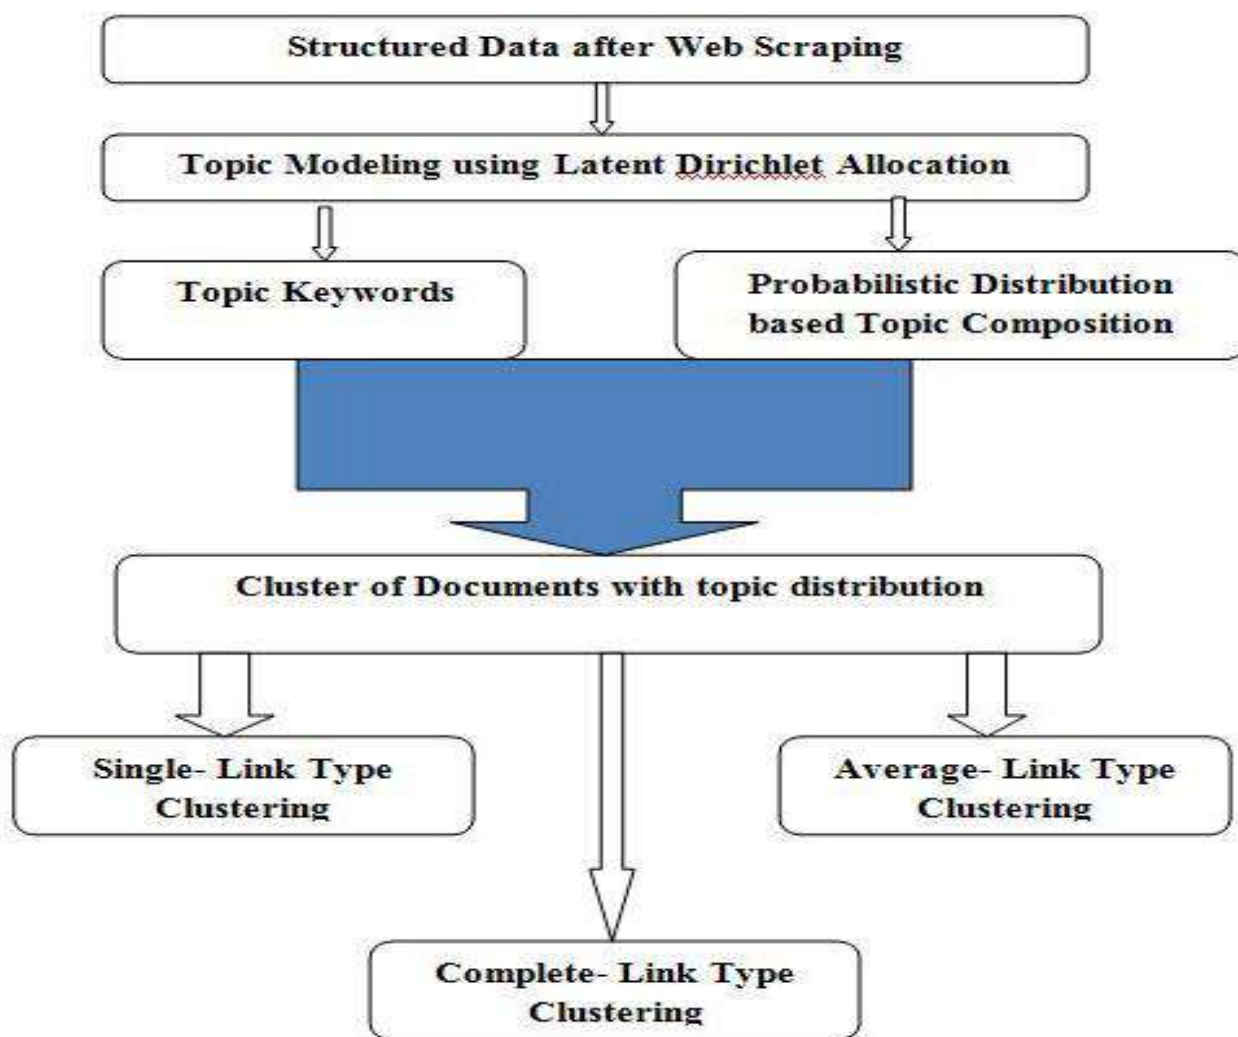 Structured Data after Web Scraping
Topic Modeling using Latent Dirichlet Allocation
Topic Keywords
Probabilistic Distribution
based Topic Composition
Cluster of Documents with topic distribution
Single- Link Type
Clustering
Average- Link Type
Clustering
Complete- Link Type
Clustering